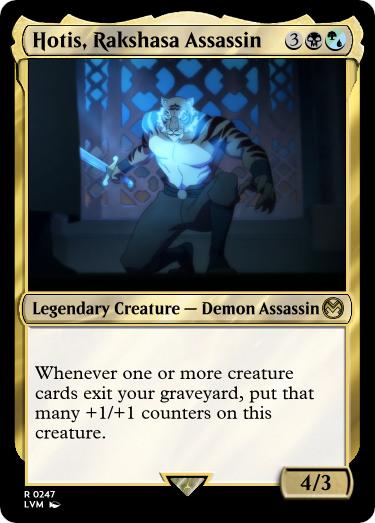 Hotis, Rakshasa Assassin 3
Legendary Creature — Demon Assassin
Whenever one or more creature
cards exit your graveyard, put that
many +1/+1 counters on this
creature.
4/3
R 0247
LVM